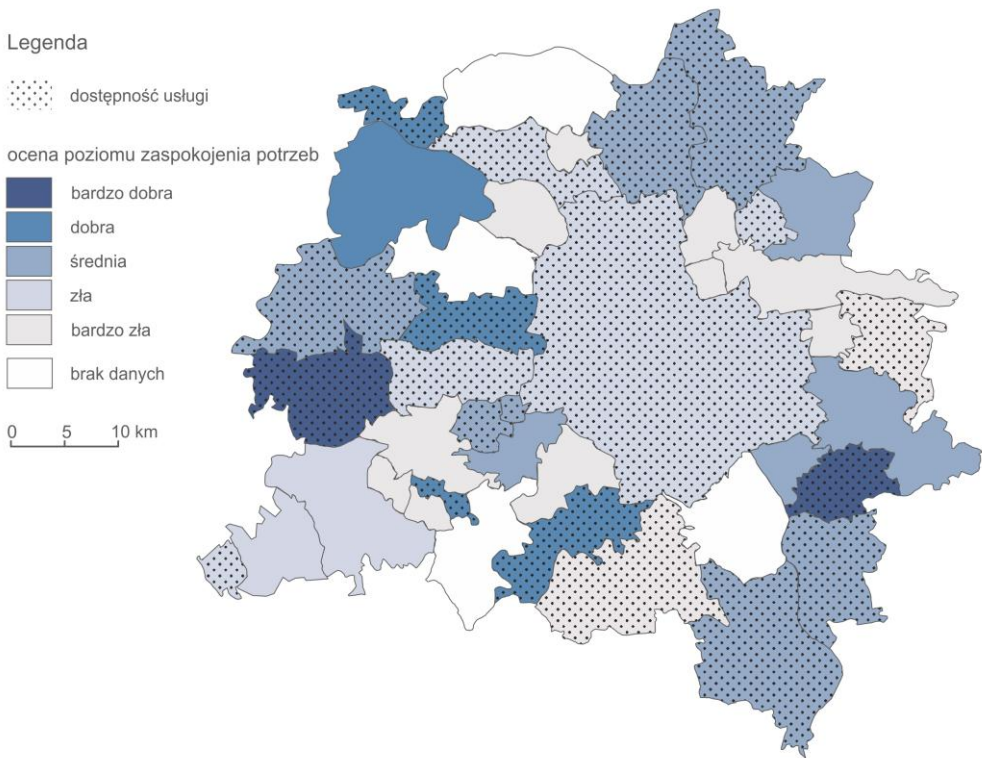 Legenda
dostępność usługi
ocena poziomu zaspokojenia potrzeb
bardzo dobra
dobra
średnia
zła
bardzo zła
brak danych
0 5 10 km